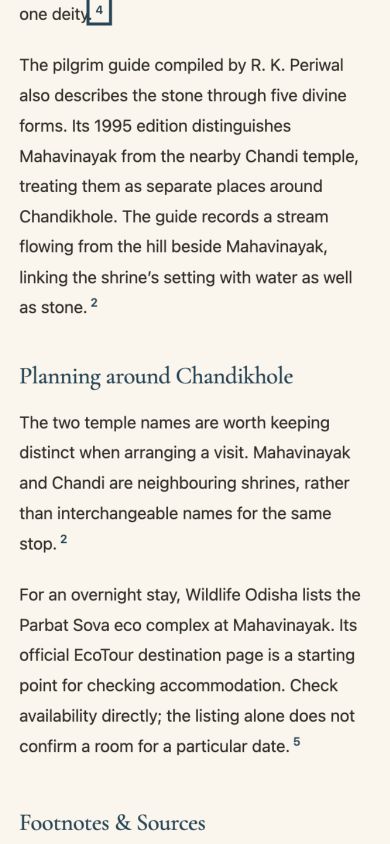 one deity. 4
The pilgrim guide compiled by R. K. Periwal
also describes the stone through five divine
forms. Its 1995 edition distinguishes
Mahavinayak from the nearby Chandi temple,
treating them as separate places around
Chandikhole. The guide records a stream
flowing from the hill beside Mahavinayak,
linking the shrine’s setting with water as well
as stone. 2
Planning around Chandikhole
The two temple names are worth keeping
distinct when arranging a visit. Mahavinayak
and Chandi are neighbouring shrines, rather
than interchangeable names for the same
stop. 2
For an overnight stay, Wildlife Odisha lists the
Parbat Sova eco complex at Mahavinayak. Its
official EcoTour destination page is a starting
point for checking accommodation. Check
availability directly; the listing alone does not
confirm a room for a particular date. 5
Footnotes & Sources